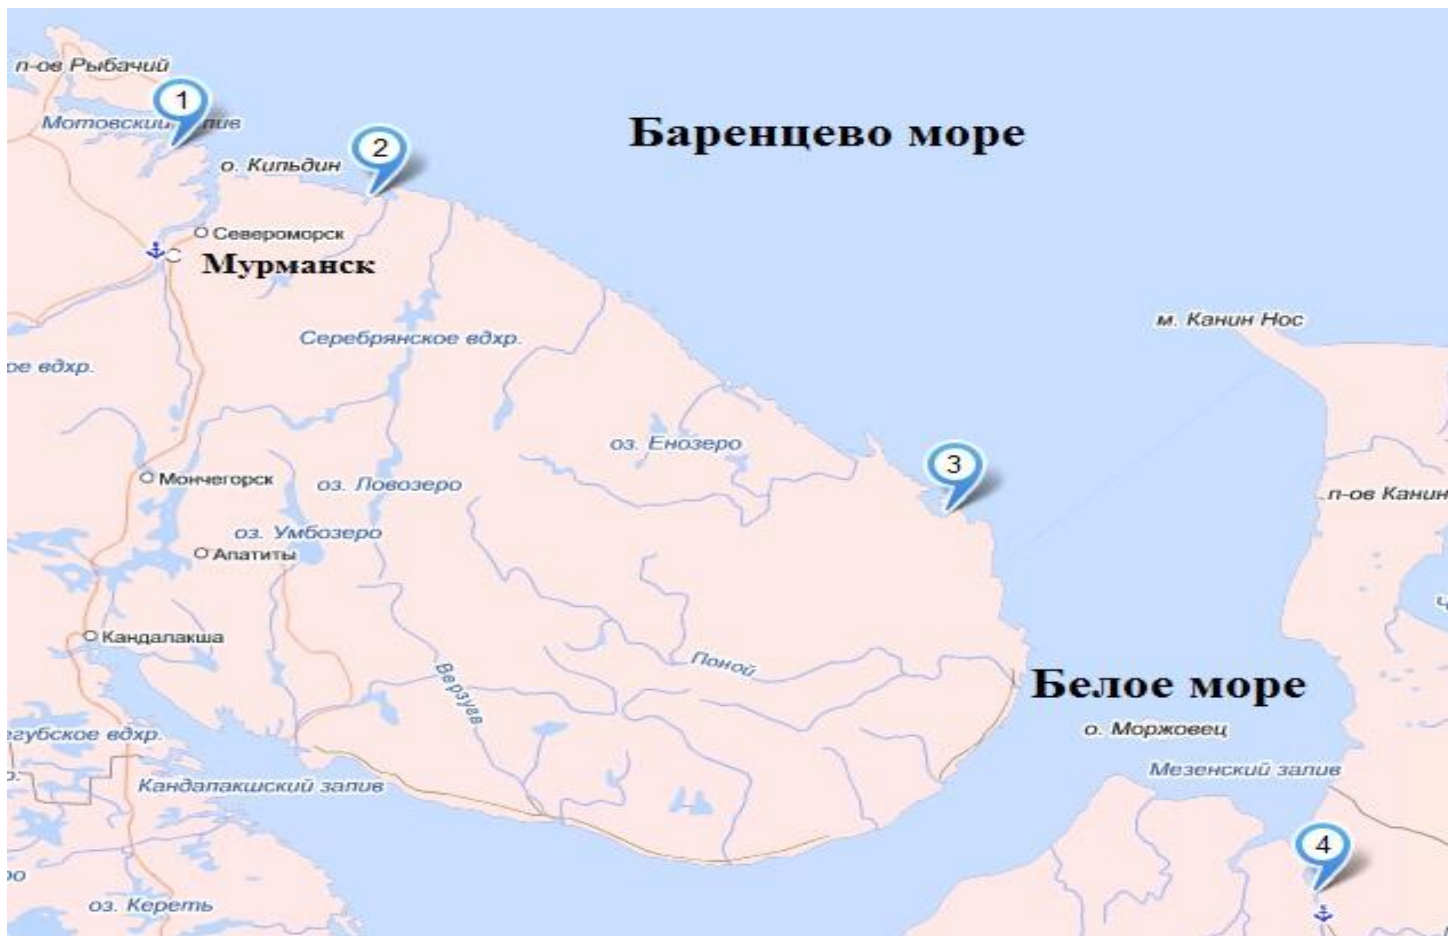 п-ов Рыбачий
1
Мотовский залив
2
о. Кильдин
Баренцево море
Североморск
Мурманск
м. Канин Нос
Серебрянское вдхр.
ое вдхр.
оз. Енозеро
3
Мончегорск
оз. Ловозеро
п-ов Канин
оз. Умбозеро
Апатиты
Ч
Кандалакша
Поной
Варзуга
Белое море
о. Моржовец
егубское вдхр.
Мезенский залив
р.
Кандалакшский залив
4
ро
оз. Кереть